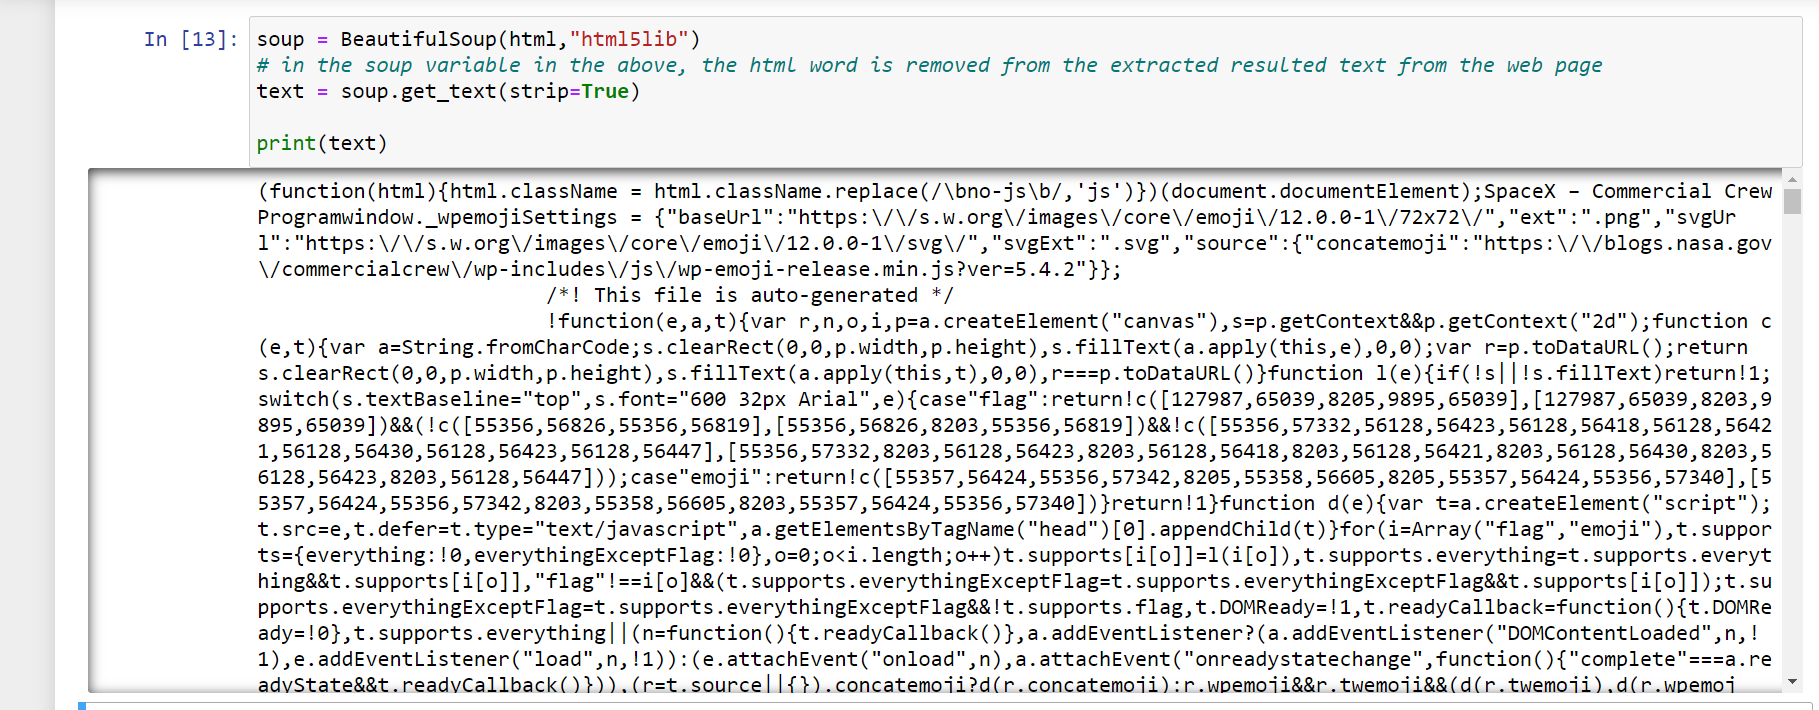 In [13]: soup = BeautifulSoup(html,"html5lib")
# in the soup variable in the above, the html word is removed from the extracted resulted text from the web page
text = soup.get_text(strip=True)
print(text)
(function(html){html.className = html.className.replace(/\bno-js\b/,'js')})(document.documentElement);SpaceX – Commercial Crew
Programwindow._wpemojiSettings = {"baseUrl":"https:\/\/s.w.org\/images\/core\/emoji\/12.0.0-1\/72x72\/","ext":".png","svgUr
l":"https:\/\/s.w.org\/images\/core\/emoji\/12.0.0-1\/svg\/","svgExt":".svg","source":{"concatemoji":"https:\/\/blogs.nasa.gov
\/commercialcrew\/wp-includes\/js\/wp-emoji-release.min.js?ver=5.4.2"}};
/*! This file is auto-generated */
!function(e,a,t){var r,n,o,i,p=a.createElement("canvas"),s=p.getContext&&p.getContext("2d");function c
(e,t){var a=String.fromCharCode;s.clearRect(0,0,p.width,p.height),s.fillText(a.apply(this,e),0,0);var r=p.toDataURL();return
s.clearRect(0,0,p.width,p.height),s.fillText(a.apply(this,t),0,0),r===p.toDataURL()}function l(e){if(!s||!s.fillText)return!1;
switch(s.textBaseline="top",s.font="600 32px Arial",e){case"flag":return!c([127987,65039,8205,9895,65039],[127987,65039,8203,9
895,65039])&&(!c([55356,56826,55356,56819],[55356,56826,8203,55356,56819])&&!c([55356,57332,56128,56423,56128,56418,56128,5642
1,56128,56430,56128,56423,56128,56447],[55356,57332,8203,56128,56423,8203,56128,56418,8203,56128,56421,8203,56128,56430,8203,5
6128,56423,8203,56128,56447]));case"emoji":return!c([55357,56424,55356,57342,8205,55358,56605,8205,55357,56424,55356,57340],[5
5357,56424,55356,57342,8203,55358,56605,8203,55357,56424,55356,57340])}return!1}function d(e){var t=a.createElement("script");
t.src=e,t.defer=t.type="text/javascript",a.getElementsByTagName("head")[0].appendChild(t)}for(i=Array("flag","emoji"),t.suppor
ts={everything:!0,everythingExceptFlag:!0},o=0;o<i.length;o++)t.supports[i[o]]=l(i[o]),t.supports.everything=t.supports.everyt
hing&&t.supports[i[o]],"flag"!==i[o]&&(t.supports.everythingExceptFlag=t.supports.everythingExceptFlag&&t.supports[i[o]]);t.su
pports.everythingExceptFlag=t.supports.everythingExceptFlag&&!t.supports.flag,t.DOMReady=!1,t.readyCallback=function(){t.DOMRe
ady=!0},t.supports.everything||(n=function(){t.readyCallback()},a.addEventListener?(a.addEventListener("DOMContentLoaded",n,!
1),e.addEventListener("load",n,!1)):(e.attachEvent("onload",n),a.attachEvent("onreadystatechange",function(){"complete"===a.re
adyState&&t.readyCallback()})),(r=t.source||{}).concatemoji?d(r.concatemoji):r.wpemoji&&r.twemoji&&(d(r.twemoji),d(r.wpemoj